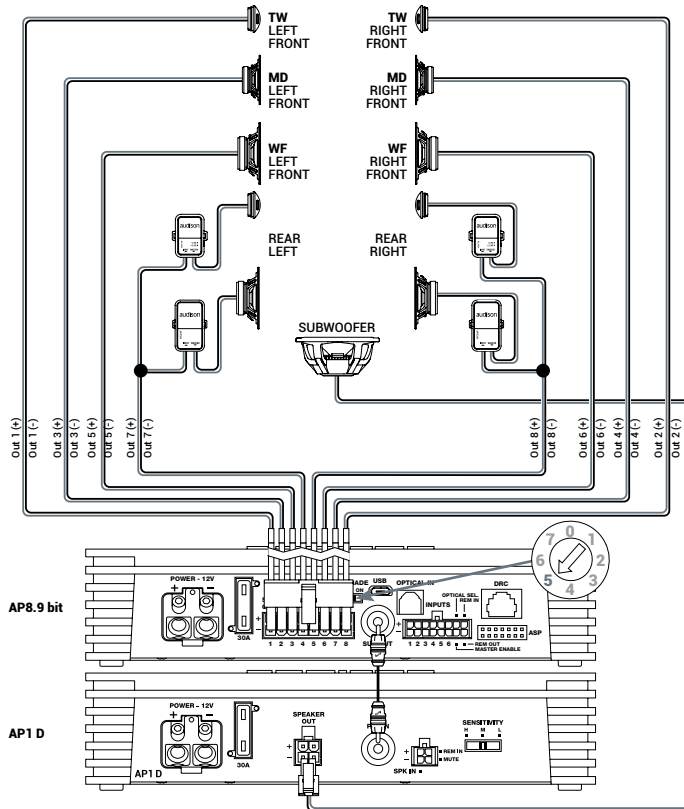 TW
LEFT
FRONT
TW
RIGHT
FRONT
MD
LEFT
FRONT
MD
RIGHT
FRONT
WF
LEFT
FRONT
WF
RIGHT
FRONT
audison
audison
REAR
LEFT
REAR
RIGHT
audison
audison
SUBWOOFER
Out 1 (+)
Out 1 (-)
Out 3 (+)
Out 3 (-)
Out 5 (+)
Out 5 (-)
Out 7 (+)
Out 7 (-)
Out 8 (+)
Out 8 (-)
Out 6 (+)
Out 6 (-)
Out 4 (+)
Out 4 (-)
Out 2 (+)
Out 2 (-)
0
1
2
3
4
5
6
7
AP8.9 bit
POWER - 12V
+ −
30A
+
−
1 2 3 4 5 6 7 8
ON
USB
OPTICAL IN
OPTICAL SEL.
REM IN
DRC
INPUTS
+
−
1 2 3 4 5 6
ASP
REM OUT
MASTER ENABLE
AP1 D
POWER - 12V
+ −
30A
AP1 D
SPEAKER
OUT
+
−
+
−
REM IN
MUTE
SPK IN
SENSITIVITY
H M L